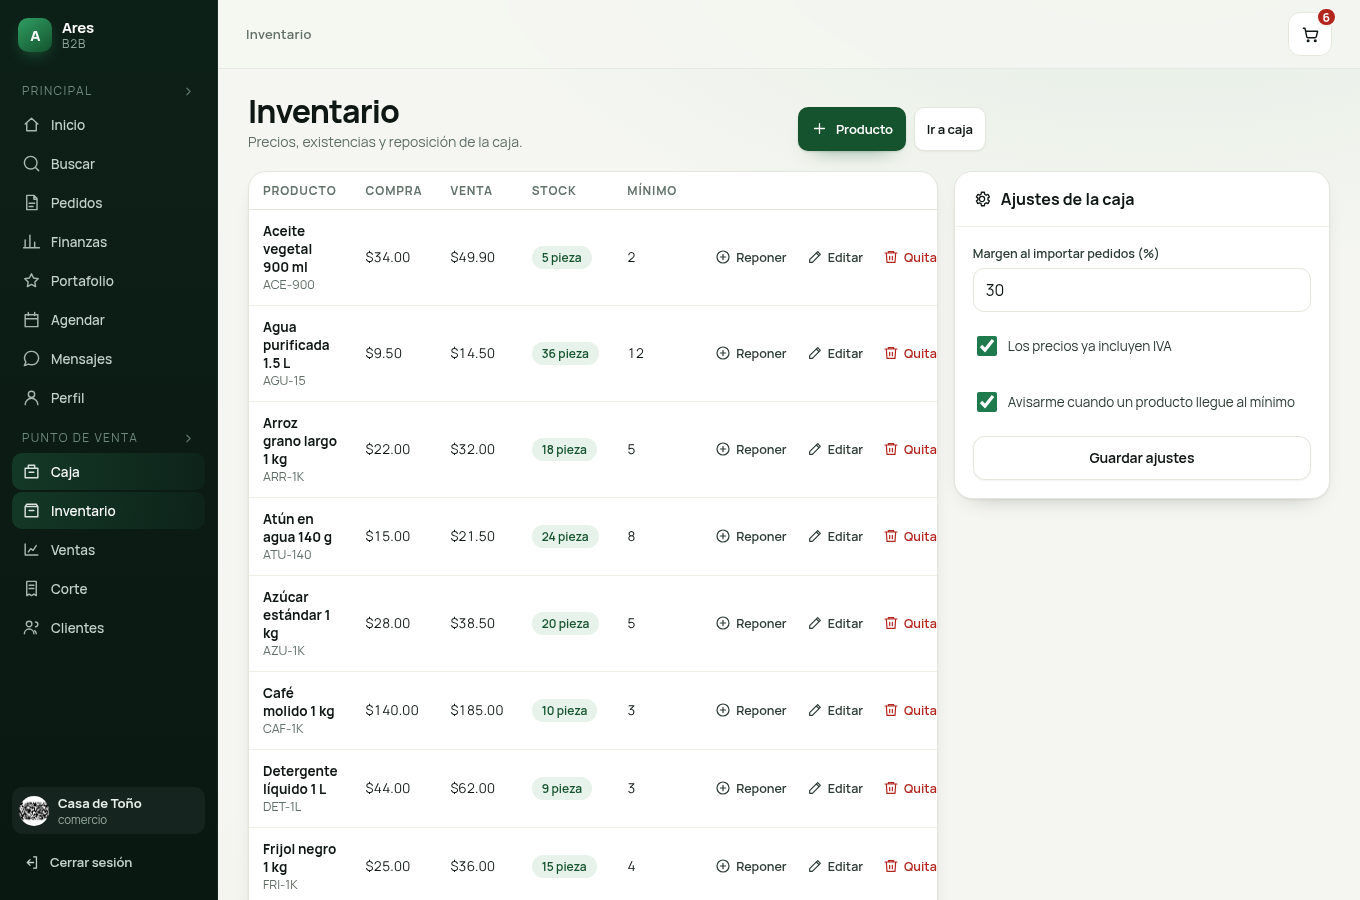 A
Ares
B2B
PRINCIPAL
Inicio
Buscar
Pedidos
Finanzas
Portafolio
Agendar
Mensajes
Perfil
PUNTO DE VENTA
Caja
Inventario
Ventas
Corte
Clientes
Casa de Toño
comercio
Cerrar sesión
Inventario
6
Inventario
Precios, existencias y reposición de la caja.
Producto
Ir a caja
PRODUCTO COMPRA VENTA STOCK MÍNIMO
Aceite
vegetal
900 ml
ACE-900
$34.00 $49.90 5 pieza 2 Reponer Editar Quita
Agua
purificada
1.5 L
AGU-15
$9.50 $14.50 36 pieza 12 Reponer Editar Quita
Arroz
grano largo
1 kg
ARR-1K
$22.00 $32.00 18 pieza 5 Reponer Editar Quita
Atún en
agua 140 g
ATU-140
$15.00 $21.50 24 pieza 8 Reponer Editar Quita
Azúcar
estándar 1
kg
AZU-1K
$28.00 $38.50 20 pieza 5 Reponer Editar Quita
Café
molido 1 kg
CAF-1K
$140.00 $185.00 10 pieza 3 Reponer Editar Quita
Detergente
líquido 1 L
DET-1L
$44.00 $62.00 9 pieza 3 Reponer Editar Quita
Frijol negro
1 kg
FRI-1K
$25.00 $36.00 15 pieza 4 Reponer Editar Quita
Ajustes de la caja
Margen al importar pedidos (%)
30
Los precios ya incluyen IVA
Avisarme cuando un producto llegue al mínimo
Guardar ajustes